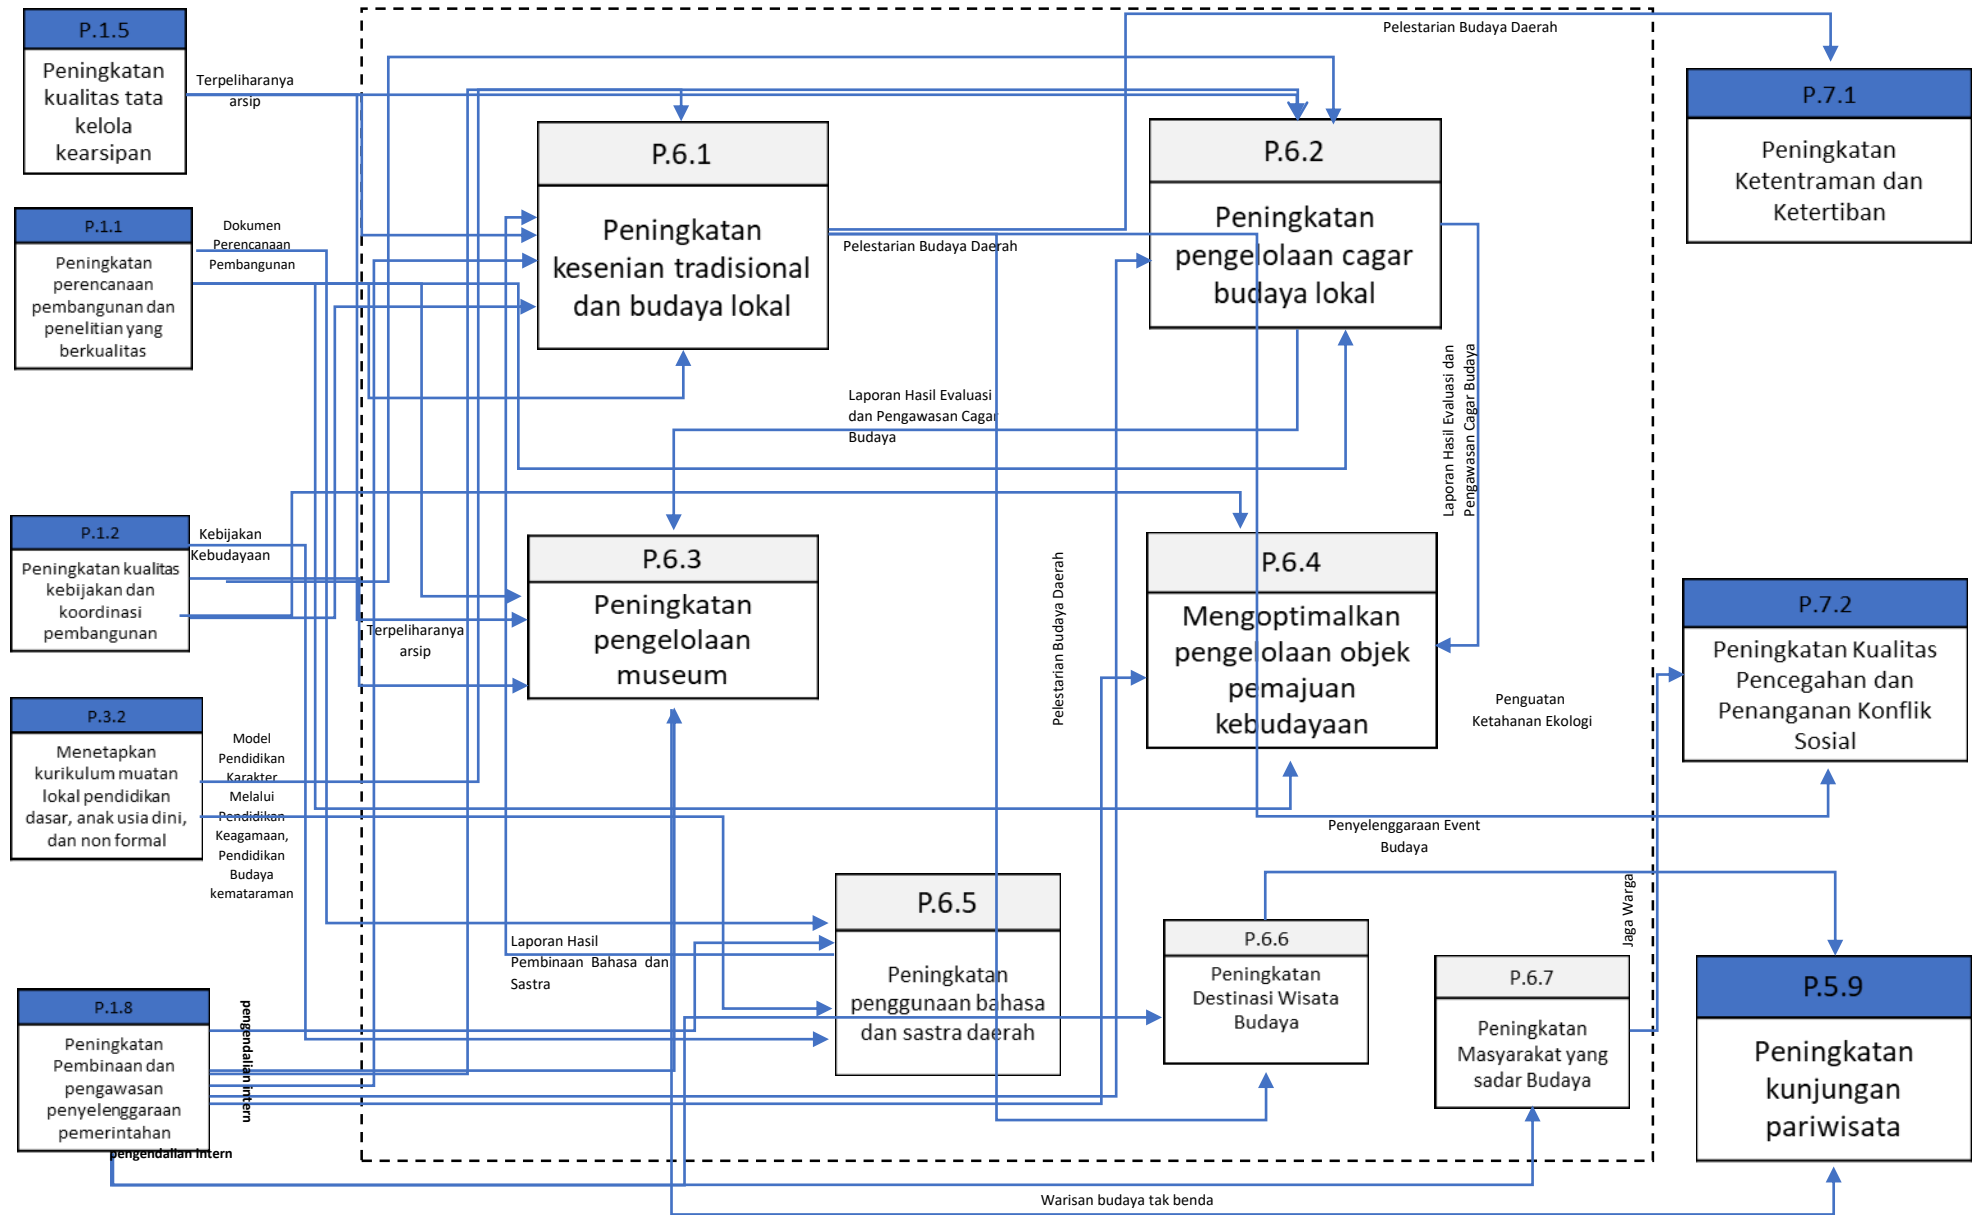 P.1.5
Peningkatan
kualitas tata
kelola
kearsipan
Terpeliharanya
arsip
P.1.1
Peningkatan
perencanaan
pembangunan dan
penelitian yang
berkualitas
Dokumen
Perencanaan
Pembangunan
P.1.2
Peningkatan kualitas
kebijakan dan
koordinasi
pembangunan
Kebijakan
Kebudayaan
P.3.2
Menetapkan
kurikulum muatan
lokal pendidikan
dasar, anak usia dini,
dan non formal
Model
Pendidikan
Karakter
Melalui
Pendidikan
Keagamaan,
Pendidikan
Budaya
kemataraman
P.1.8
Peningkatan
Pembinaan dan
pengawasan
penyelenggaraan
pemerintahan
pengendalian intern
pengendalian intern
P.6.1
Peningkatan
kesenian tradisional
dan budaya lokal
Pelestarian Budaya Daerah
Pelestarian Budaya Daerah
P.6.2
Peningkatan
pengelolaan cagar
budaya lokal
Laporan Hasil Evaluasi
dan Pengawasan Cagar
Budaya
Laporan Hasil Evaluasi dan
Pengawasan Cagar Budaya
P.6.3
Peningkatan
pengelolaan
museum
Terpeliharanya
arsip
Pelestarian Budaya Daerah
P.6.4
Mengoptimalkan
pengelolaan objek
pemajuan
kebudayaan
Penguatan
Ketahanan Ekologi
Penyelenggaraan Event
Budaya
P.6.5
Peningkatan
penggunaan bahasa
dan sastra daerah
Laporan Hasil
Pembinaan Bahasa dan
Sastra
P.6.6
Peningkatan
Destinasi Wisata
Budaya
P.6.7
Peningkatan
Masyarakat yang
sadar Budaya
Jaga Warga
Warisan budaya tak benda
P.7.1
Peningkatan
Ketentraman dan
Ketertiban
P.7.2
Peningkatan Kualitas
Pencegahan dan
Penanganan Konflik
Sosial
P.5.9
Peningkatan
kunjungan
pariwisata